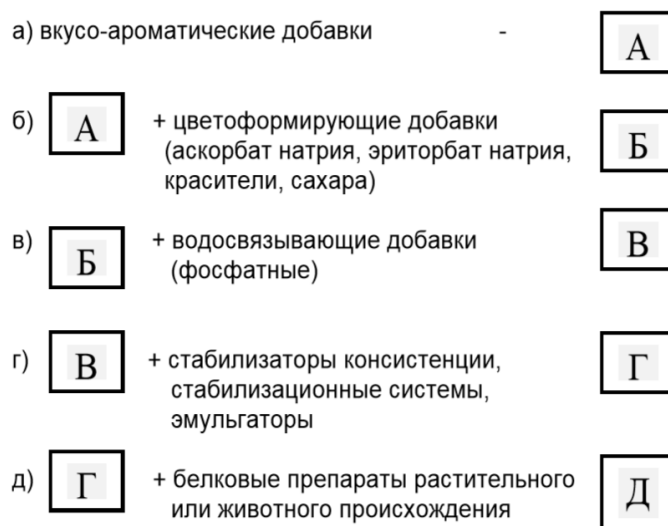 а) вкусо-ароматические добавки - А
б) А + цветоформирующие добавки Б
(аскорбат натрия, эриторбат натрия,
красители, сахара)
в) Б + водосвязывающие добавки В
(фосфатные)
г) В + стабилизаторы консистенции, Г
стабилизационные системы,
эмульгаторы
д) Г + белковые препараты растительного Д
или животного происхождения